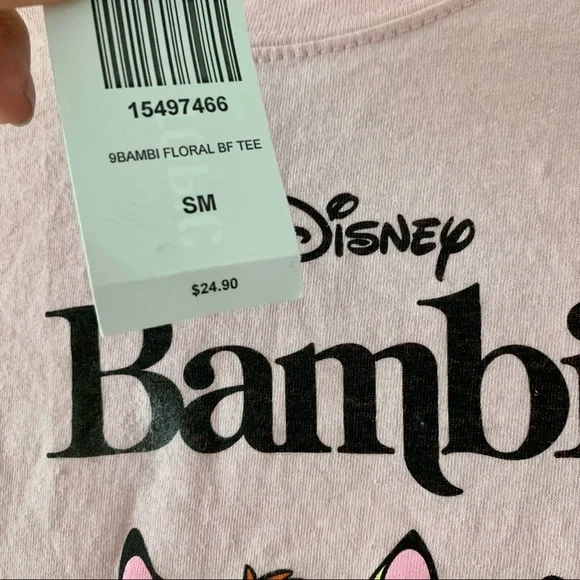 15497466
9BAMBI FLORAL BF TEE
SM
$24.90
Disney
Bambi